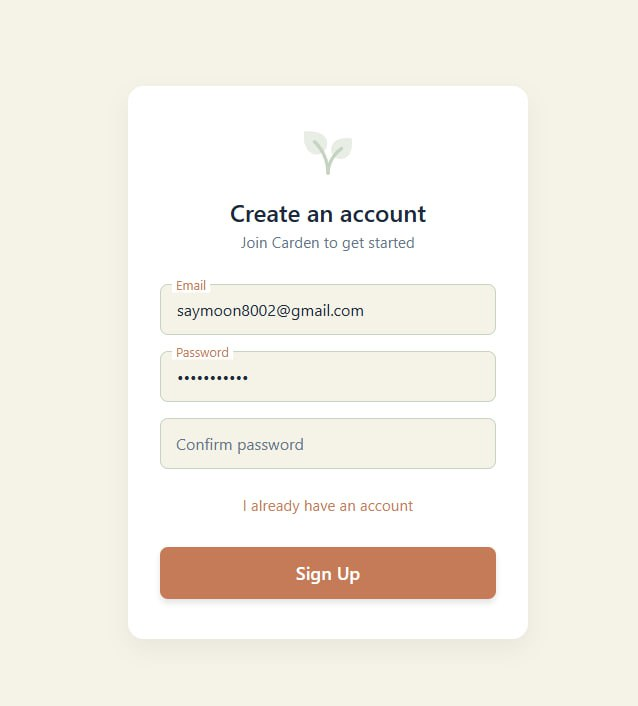 Create an account
Join Carden to get started
Email
saymoon8002@gmail.com
Password
•••••••••••
Confirm password
I already have an account
Sign Up